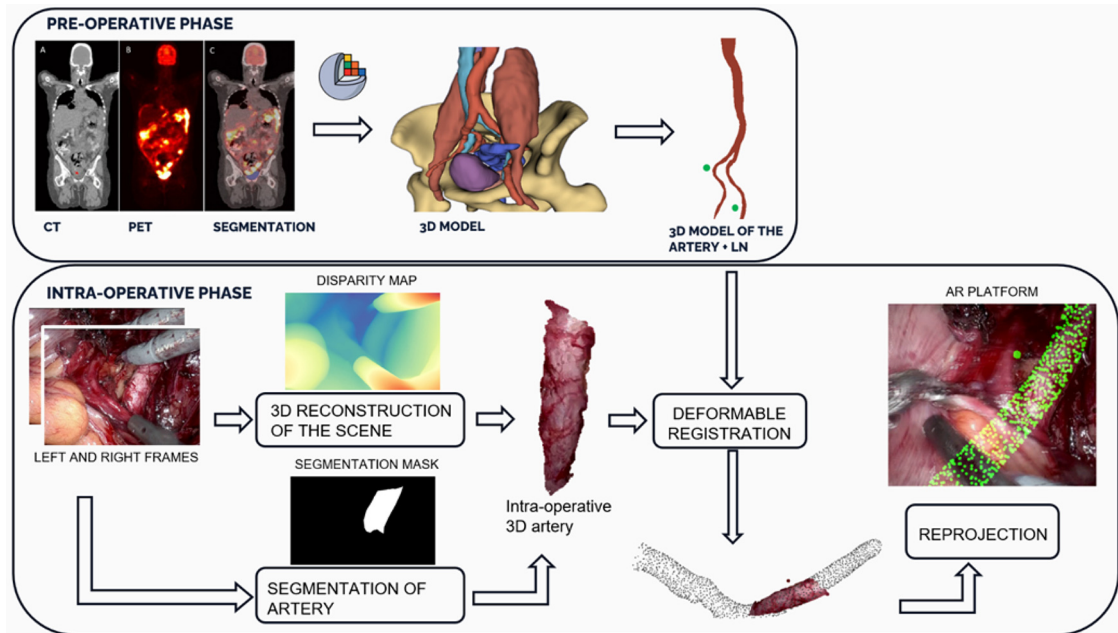 PRE-OPERATIVE PHASE
A
B
C
CT
PET
SEGMENTATION
3D MODEL
3D MODEL OF THE
ARTERY + LN
INTRA-OPERATIVE PHASE
DISPARITY MAP
AR PLATFORM
3D RECONSTRUCTION
OF THE SCENE
DEFORMABLE
REGISTRATION
LEFT AND RIGHT FRAMES
SEGMENTATION MASK
Intra-operative
3D artery
REPROJECTION
SEGMENTATION OF
ARTERY